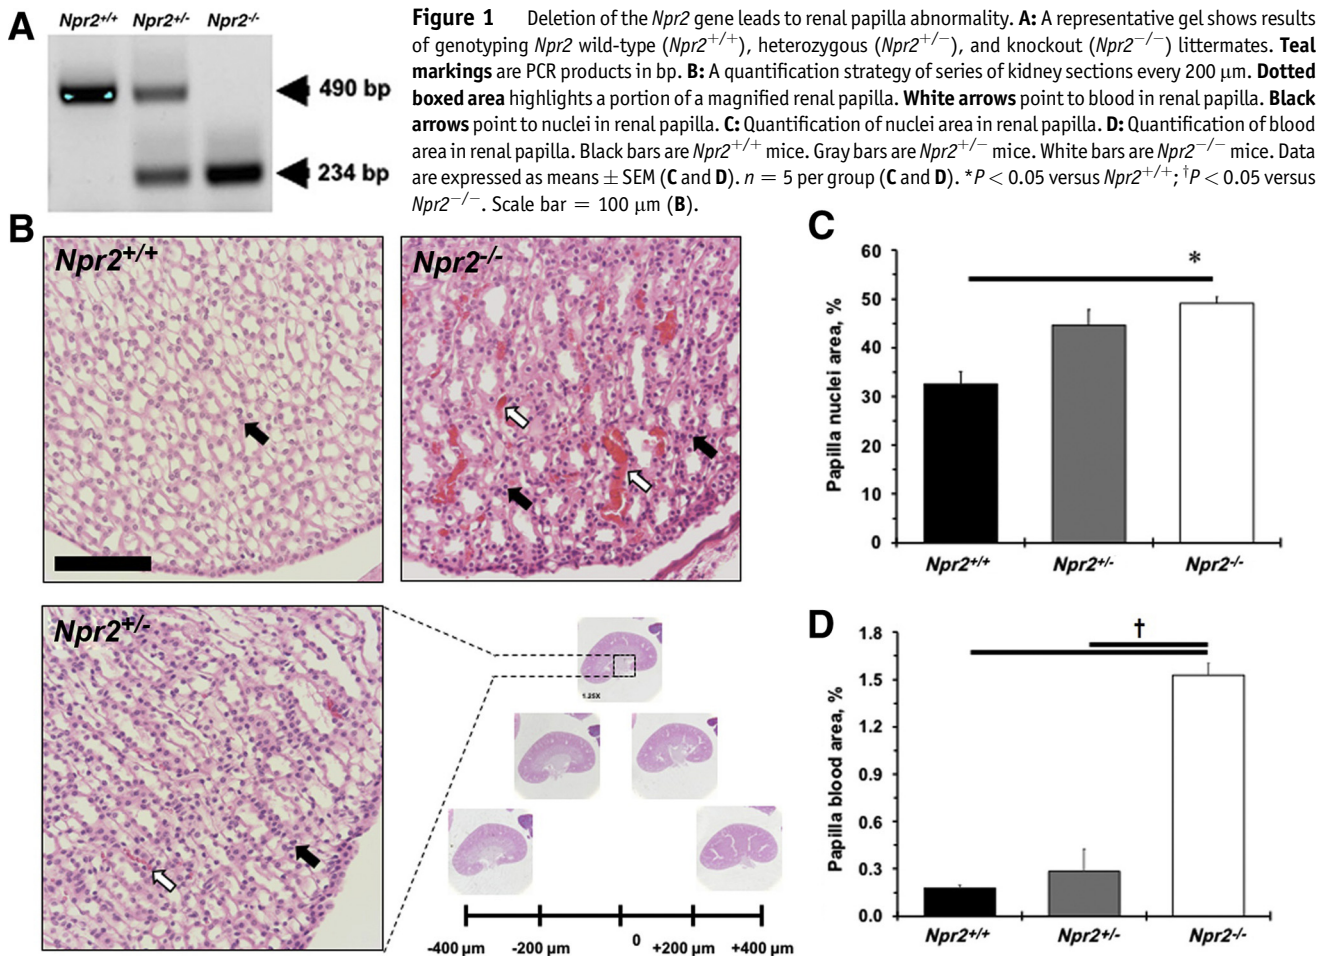 A
Npr2+/+ Npr2+/- Npr2-/-
490 bp
234 bp
Figure 1 Deletion of the Npr2 gene leads to renal papilla abnormality. A: A representative gel shows results
of genotyping Npr2 wild-type (Npr2+/+), heterozygous (Npr2+/−), and knockout (Npr2−/−) littermates. Teal
markings are PCR products in bp. B: A quantification strategy of series of kidney sections every 200 μm. Dotted
boxed area highlights a portion of a magnified renal papilla. White arrows point to blood in renal papilla. Black
arrows point to nuclei in renal papilla. C: Quantification of nuclei area in renal papilla. D: Quantification of blood
area in renal papilla. Black bars are Npr2+/+ mice. Gray bars are Npr2+/− mice. White bars are Npr2−/− mice. Data
are expressed as means ± SEM (C and D). n = 5 per group (C and D). *P < 0.05 versus Npr2+/+; †P < 0.05 versus
Npr2−/−. Scale bar = 100 μm (B).
B
Npr2+/+
Npr2-/-
Npr2+/-
1.25X
-400 μm -200 μm 0 +200 μm +400 μm
C
Papilla nuclei area, %
60
50
40
30
20
10
0
*
Npr2+/+ Npr2+/- Npr2-/-
D
Papilla blood area, %
1.8
1.5
1.2
0.9
0.6
0.3
0.0
†
Npr2+/+ Npr2+/- Npr2-/-